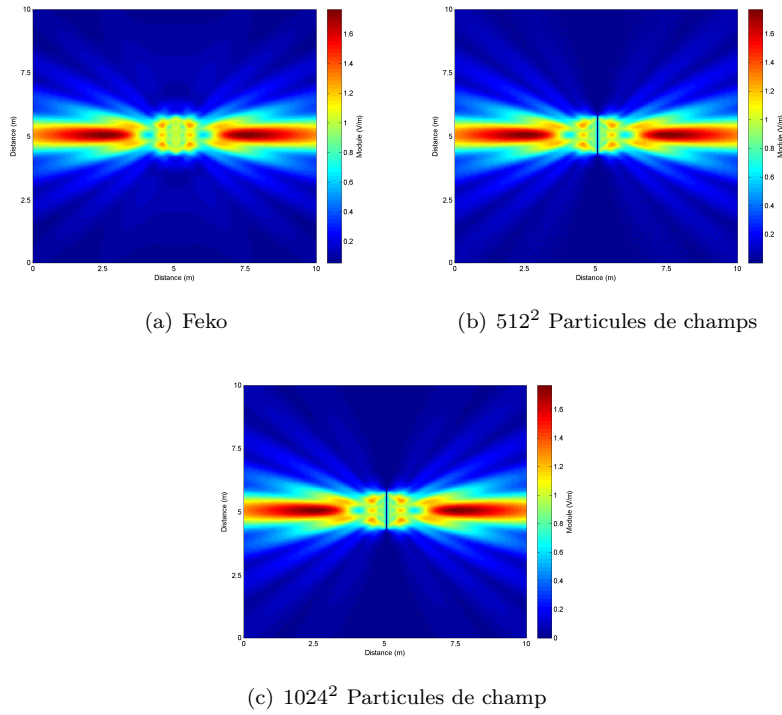 10
7.5
5
2.5
0
Distance (m)
0 2.5 5 7.5 10
Distance (m)
1.6
1.4
1.2
1
0.8
0.6
0.4
0.2
Module (V/m)
(a) Feko
10
7.5
5
2.5
0
Distance (m)
0 2.5 5 7.5 10
Distance (m)
1.6
1.4
1.2
1
0.8
0.6
0.4
0.2
Module (V/m)
(b) 512² Particules de champs
10
7.5
5
2.5
0
Distance (m)
0 2.5 5 7.5 10
Distance (m)
1.6
1.4
1.2
1
0.8
0.6
0.4
0.2
0
Module (V/m)
(c) 1024² Particules de champ